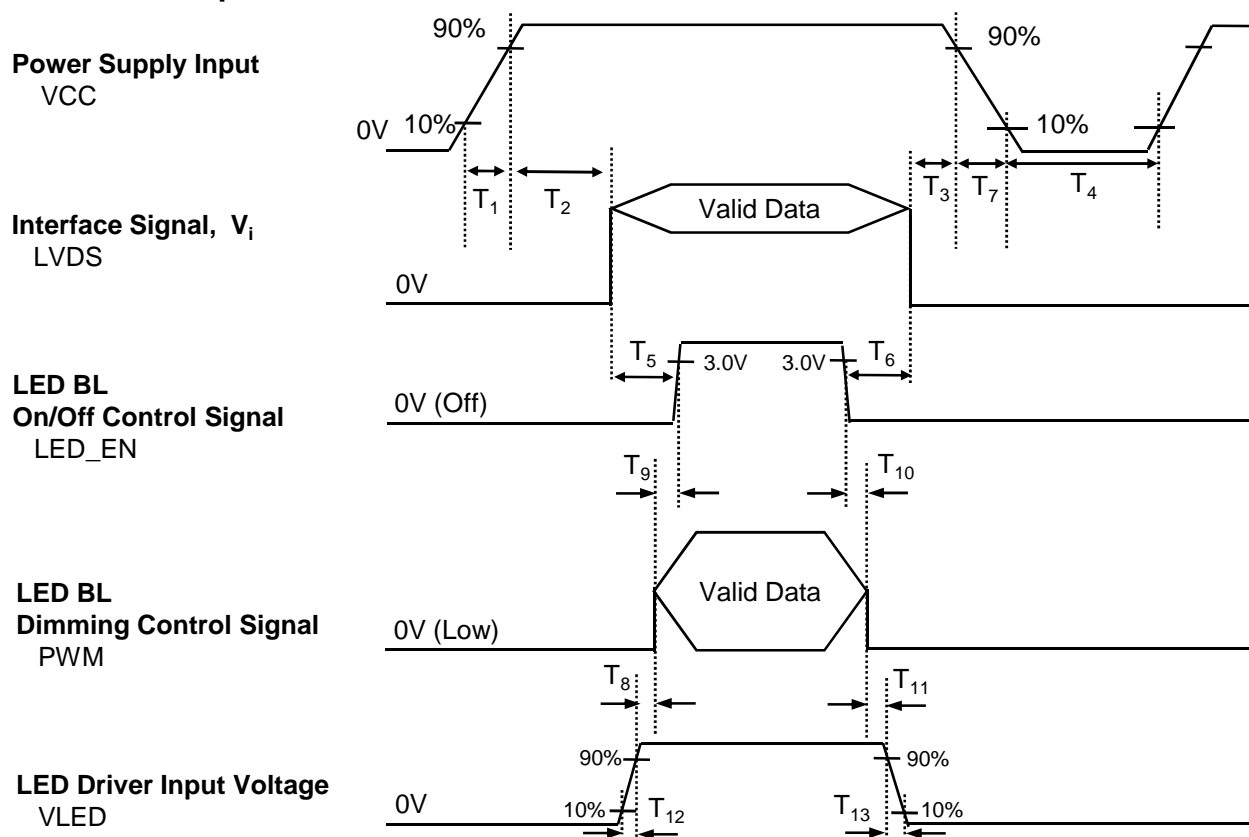 90%
90%
Power Supply Input
VCC
0V 10%
10%
T1
T2
T3
T7
T4
Valid Data
Interface Signal, Vi
LVDS
0V
T5
3.0V
3.0V
T6
LED BL
On/Off Control Signal
LED_EN
0V (Off)
T9
T10
LED BL
Dimming Control Signal
PWM
Valid Data
0V (Low)
T8
T11
90%
90%
LED Driver Input Voltage
VLED
0V
10%
T12
T13
10%